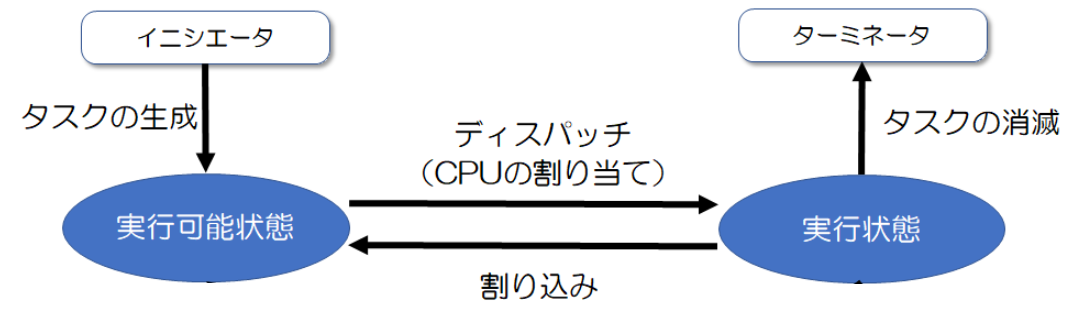 イニシエータ
ターミネータ
タスクの生成
タスクの消滅
ディスパッチ
（CPUの割り当て）
実行可能状態
実行状態
割り込み